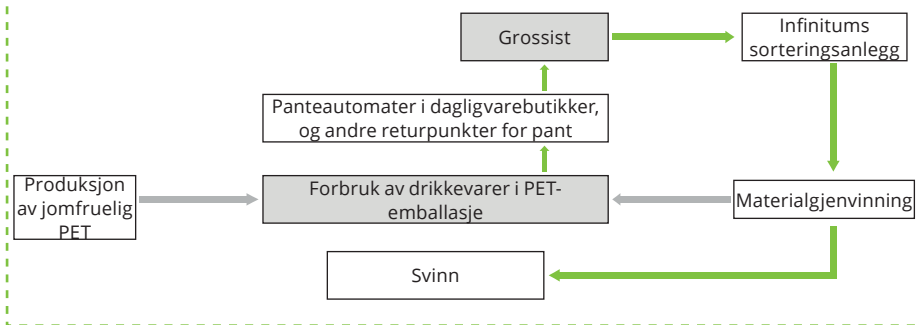 Grossist
Infinitums
sorteringsanlegg
Panteautomater i dagligvarebutikker,
og andre returpunkter for pant
Produksjon
av jomfruelig
PET
Forbruk av drikkevarer i PET-
emballasje
Materialgjenvinning
Svinn